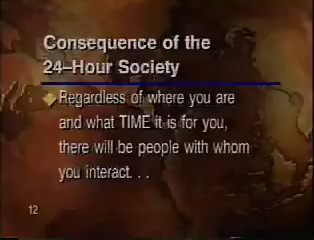 Consequence of the
24–Hour Society
Regardless of where you are
and what TIME it is for you,
there will be people with whom
you interact. . .
12